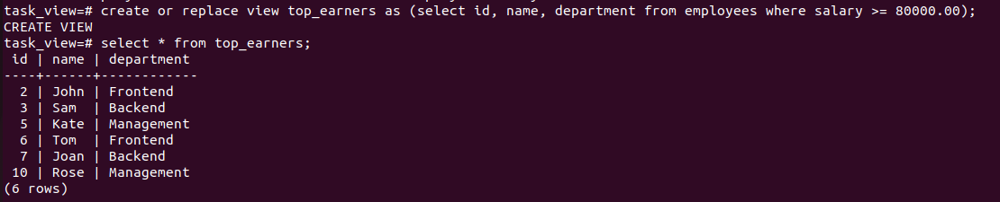 task_view=# create or replace view top_earners as (select id, name, department from employees where salary >= 80000.00);
CREATE VIEW
task_view=# select * from top_earners;
 id | name | department
----+------+------------
  2 | John | Frontend
  3 | Sam  | Backend
  5 | Kate | Management
  6 | Tom  | Frontend
  7 | Joan | Backend
 10 | Rose | Management
(6 rows)